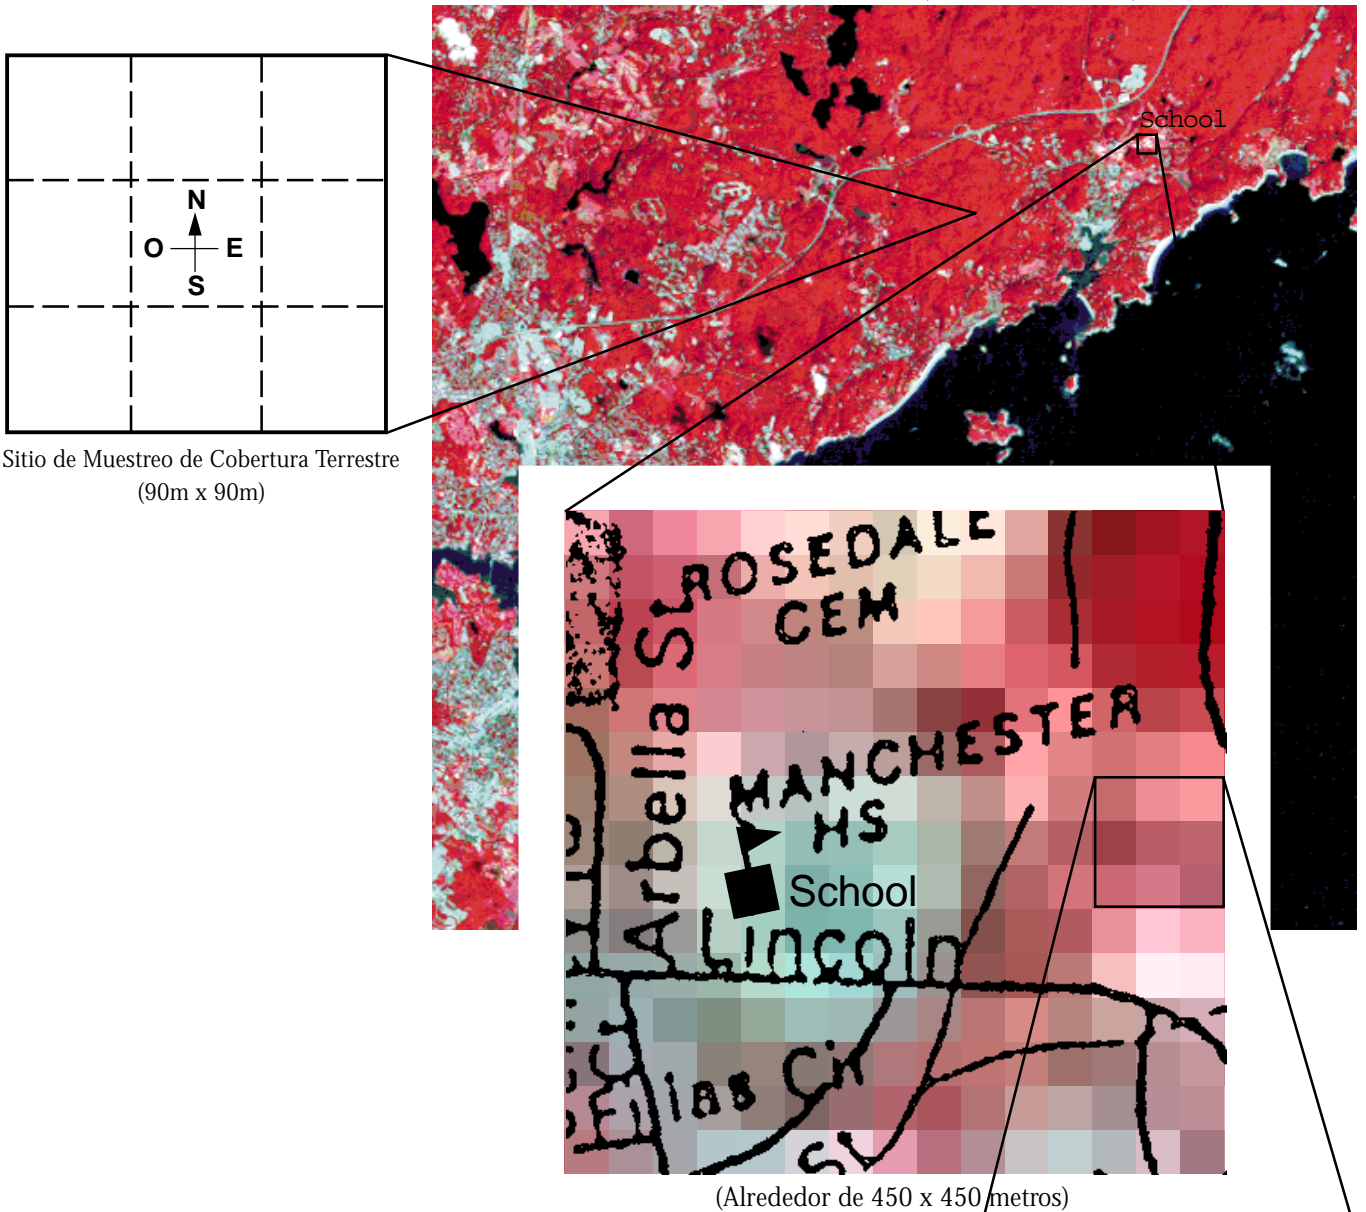 School
N
O E
S
Sitio de Muestreo de Cobertura Terrestre
(90m x 90m)
ROSEDALE
CEM
Arbella St
MANCHESTER
HS
School
Lincoln
Cir
St
(Alrededor de 450 x 450 metros)